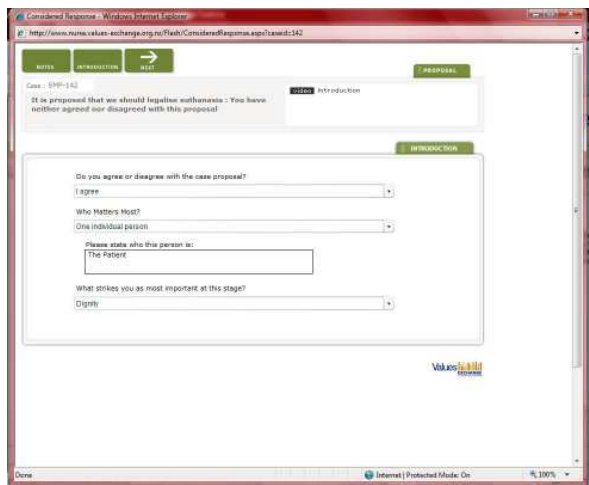 Considered Response - Windows Internet Explorer
http://www.nurse.values-exchange.org.nz/Flash/ConsideredResponse.aspx?caseid=142
NOTES
INTRODUCTION
NEXT
PROPOSAL
Case : SMP-142
It is proposed that we should legalise euthanasia : You have
neither agreed nor disagreed with this proposal
video Introduction
INTRODUCTION
Do you agree or disagree with the case proposal?
I agree
Who Matters Most?
One individual person
Please state who this person is:
The Patient
What strikes you as most important at this stage?
Dignity
Values
EXCHANGE
Done
Internet | Protected Mode: On
100%